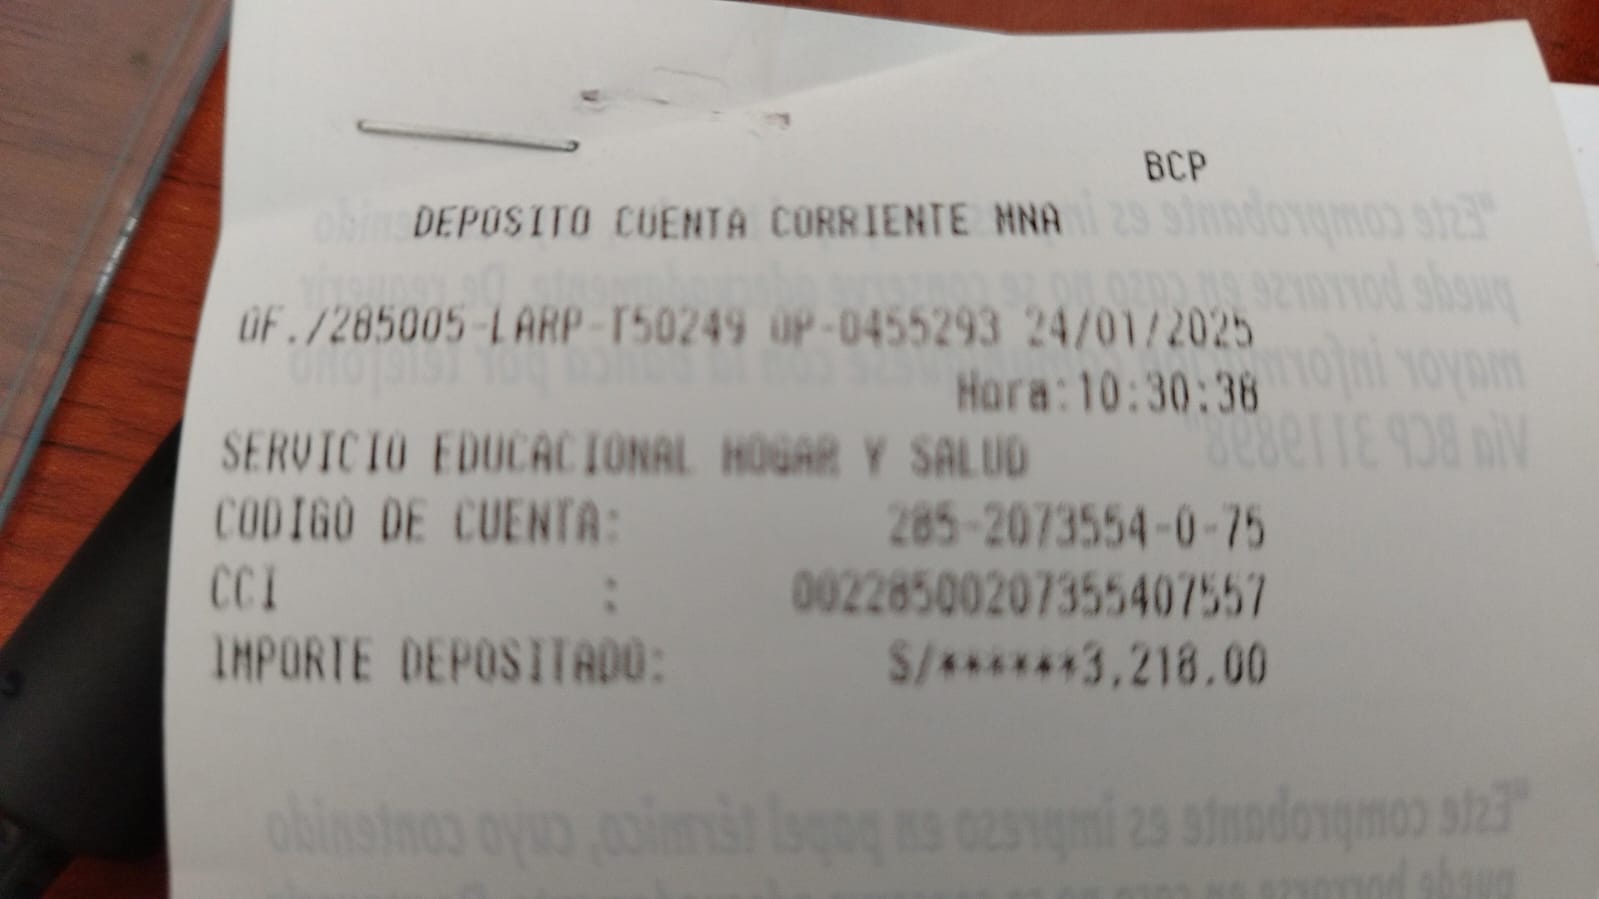 BCP
DEPOSITO CUENTA CORRIENTE MNA
OF./285005-LARP-T50249 OP-0455293 24/01/2025
Hora:10:30:38
SERVICIO EDUCACIONAL HOGAR Y SALUD
CODIGO DE CUENTA: 285-2073554-0-75
CCI : 00228500207355407557
IMPORTE DEPOSITADO: S/******3,218.00